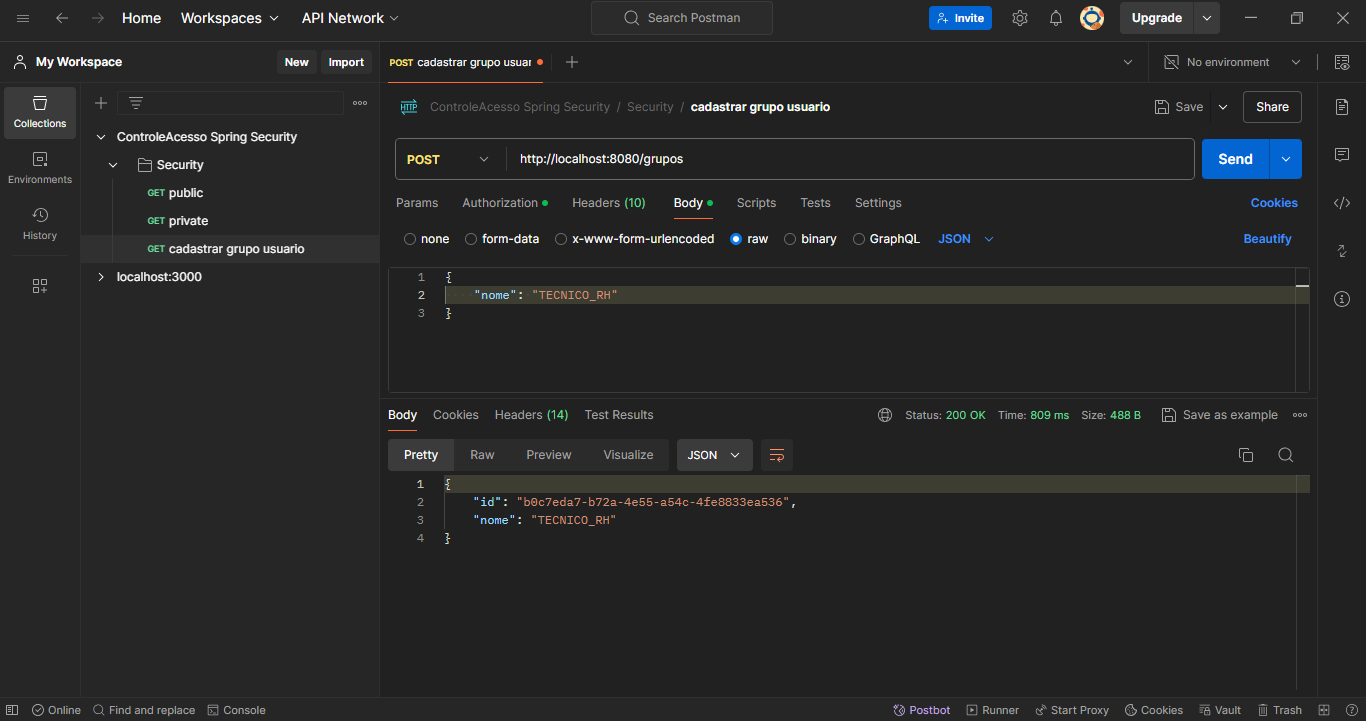 Home Workspaces API Network Search Postman Invite Upgrade
My Workspace New Import
POST cadastrar grupo usuar No environment
Collections
Environments
History
ControleAcesso Spring Security
Security
GET public
GET private
GET cadastrar grupo usuario
localhost:3000
HTTP ControleAcesso Spring Security / Security / cadastrar grupo usuario Save Share
POST http://localhost:8080/grupos Send
Params Authorization Headers (10) Body Scripts Tests Settings Cookies
none form-data x-www-form-urlencoded raw binary GraphQL JSON Beautify
1 {
2 "nome": "TECNICO_RH"
3 }
Body Cookies Headers (14) Test Results Status: 200 OK Time: 809 ms Size: 488 B Save as example
Pretty Raw Preview Visualize JSON
1 {
2 "id": "b0c7eda7-b72a-4e55-a54c-4fe8833ea536",
3 "nome": "TECNICO_RH"
4 }
Online Find and replace Console Postbot Runner Start Proxy Cookies Vault Trash